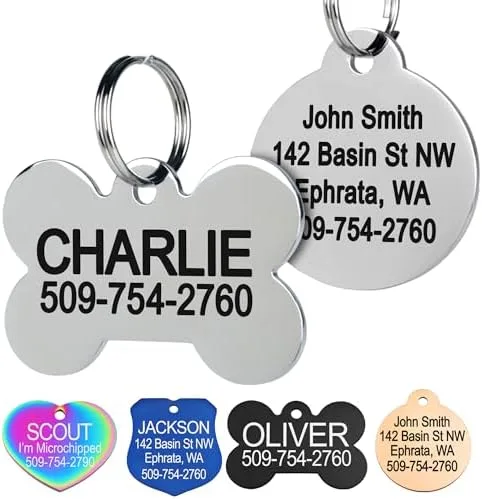 CHARLIE
509-754-2760
John Smith
142 Basin St NW
Ephrata, WA
09-754-2760
SCOUT
I'm Microchipped
509-754-2790
JACKSON
142 Basin St NW
Ephrata, WA
509-754-2760
OLIVER
509-754-2760
John Smith
142 Basin St NW
Ephrata, WA
509-754-2760